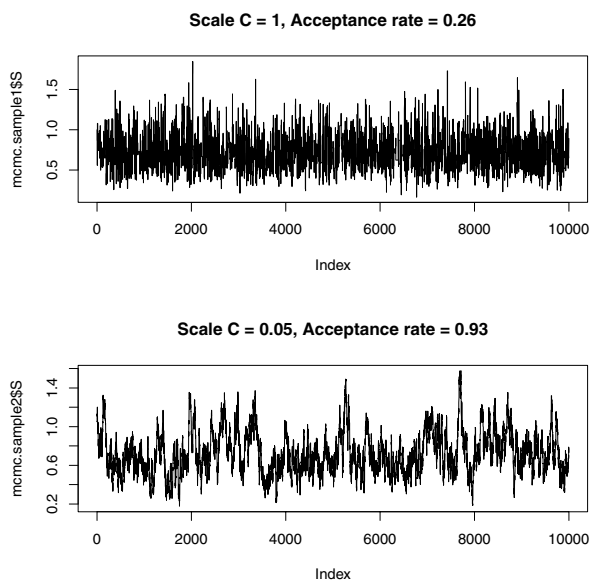 Scale C = 1, Acceptance rate = 0.26
mcmc.sample1$S
1.5
1.0
0.5
0 2000 4000 6000 8000 10000
Index
Scale C = 0.05, Acceptance rate = 0.93
mcmc.sample2$S
1.4
1.0
0.6
0.2
0 2000 4000 6000 8000 10000
Index